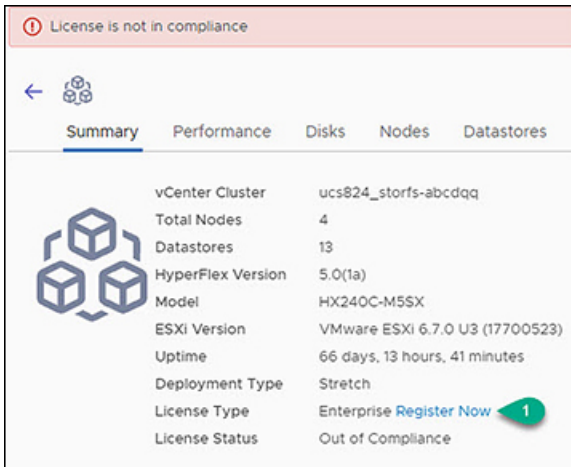 License is not in compliance
Summary Performance Disks Nodes Datastores
vCenter Cluster ucs824_storfs-abcdqq
Total Nodes 4
Datastores 13
HyperFlex Version 5.0(1a)
Model HX240C-M5SX
ESXi Version VMware ESXi 6.7.0 U3 (17700523)
Uptime 66 days, 13 hours, 41 minutes
Deployment Type Stretch
License Type Enterprise Register Now 1
License Status Out of Compliance